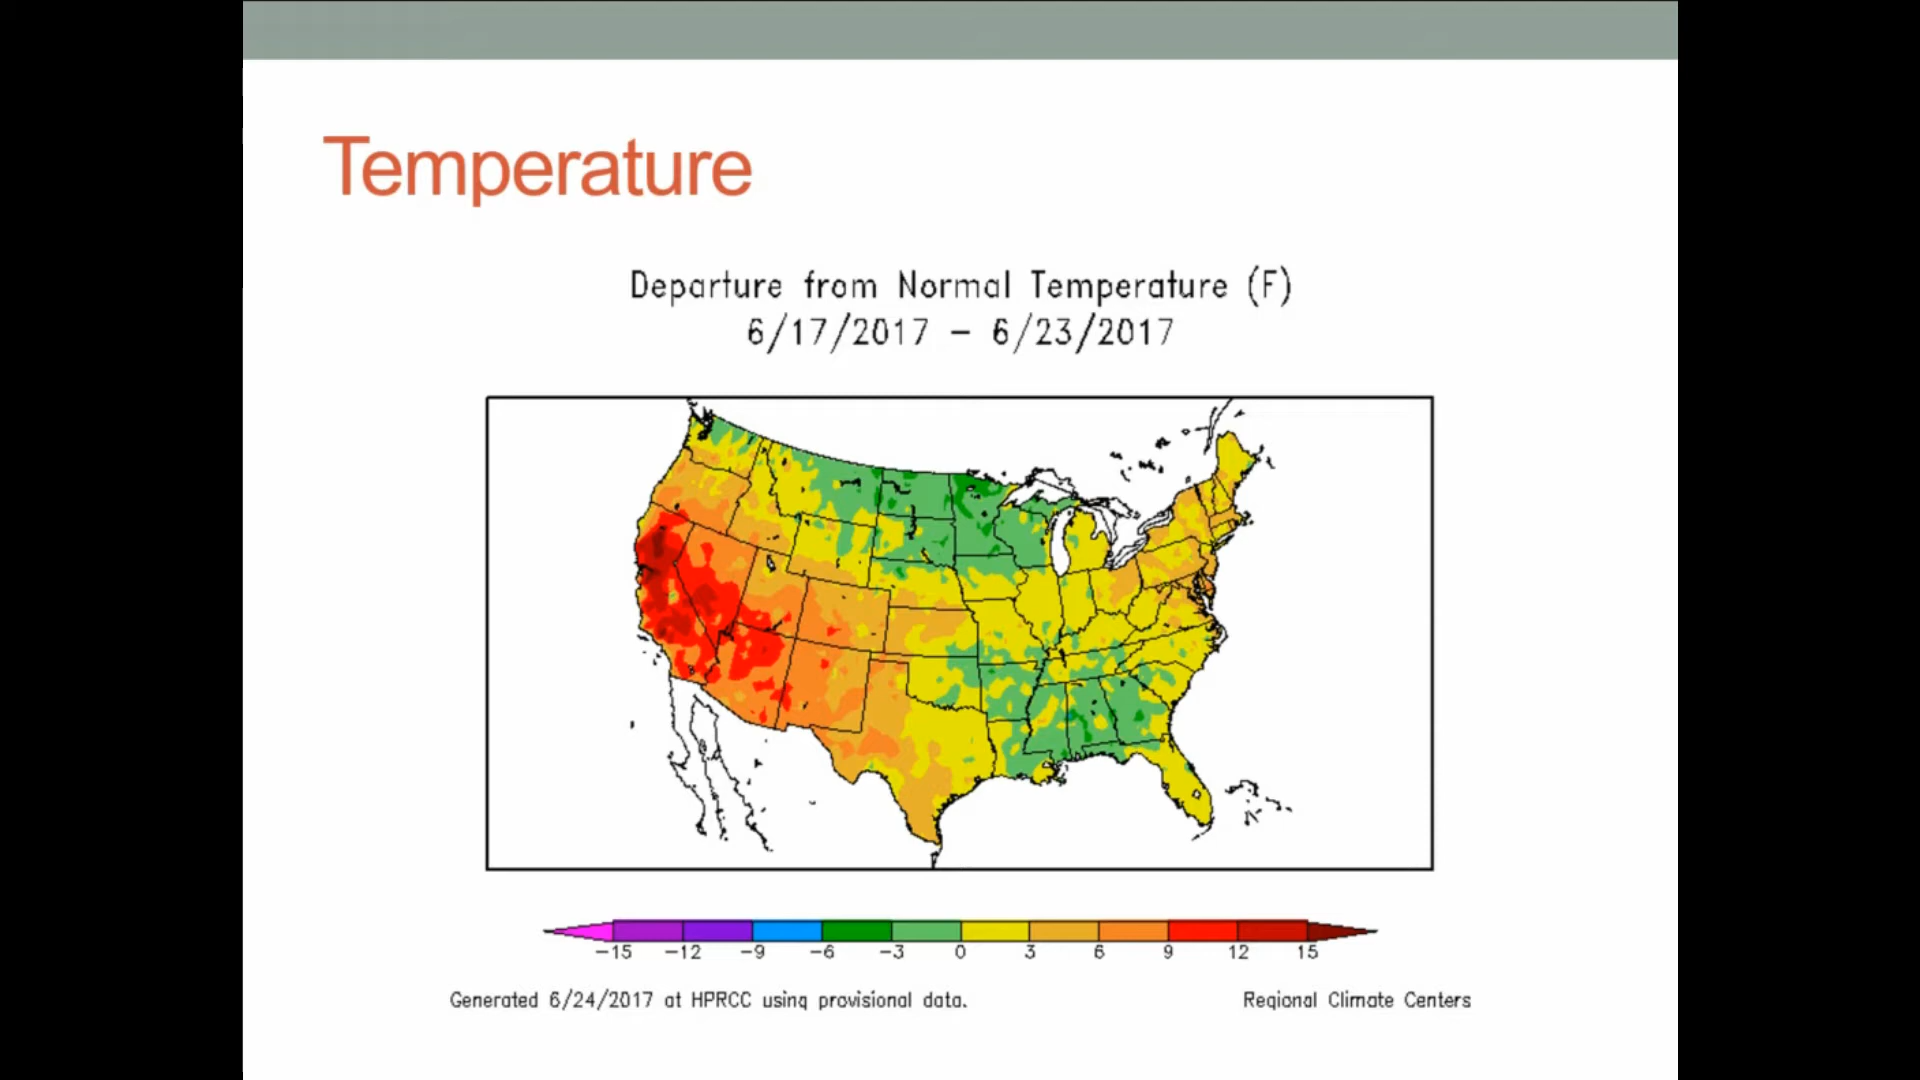 Temperature
Departure from Normal Temperature (F)
6/17/2017 – 6/23/2017
−15 −12 −9 −6 −3 0 3 6 9 12 15
Generated 6/24/2017 at HPRCC using provisional data.
Regional Climate Centers